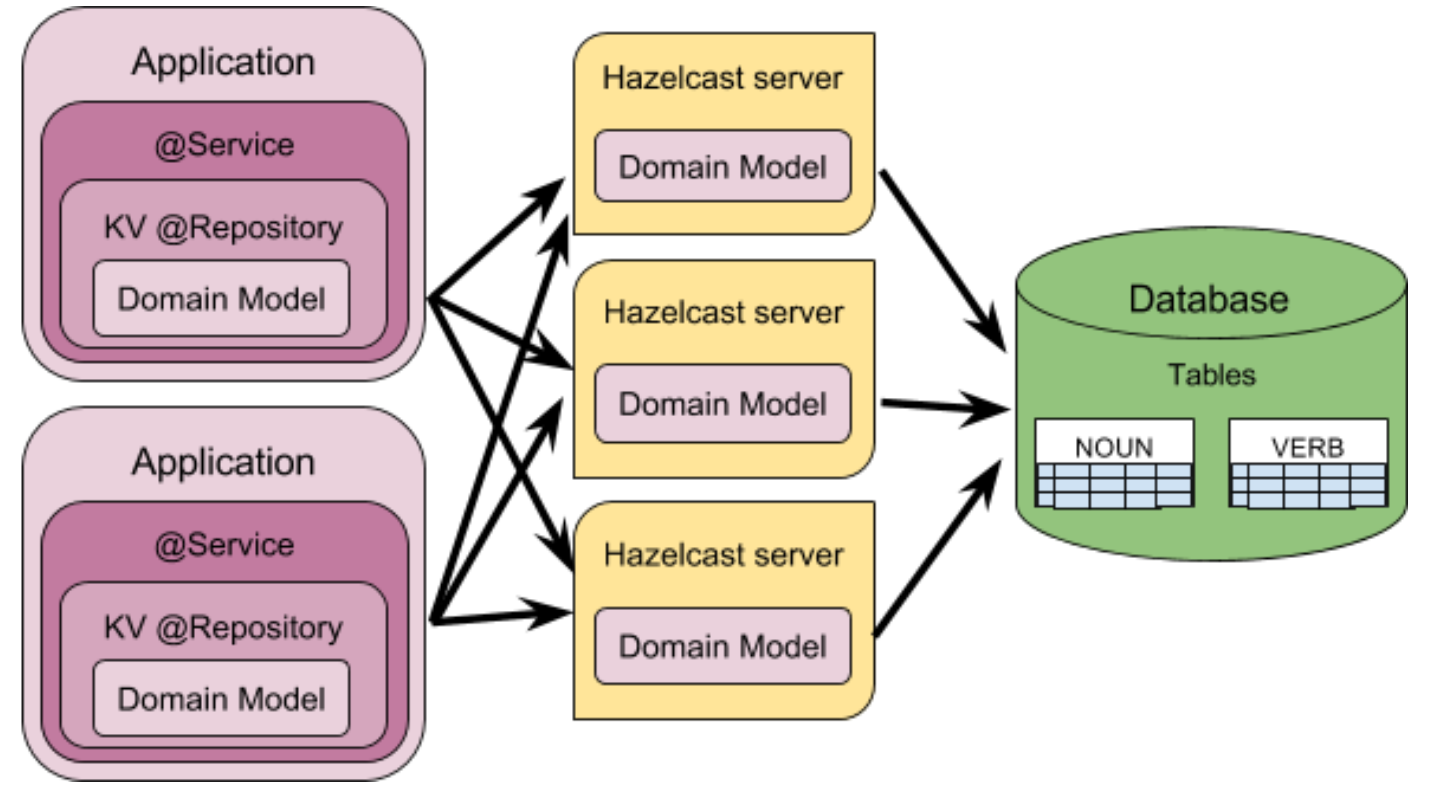 Application
@Service
KV @Repository
Domain Model
Application
@Service
KV @Repository
Domain Model
Hazelcast server
Domain Model
Hazelcast server
Domain Model
Hazelcast server
Domain Model
Database
Tables
NOUN
VERB